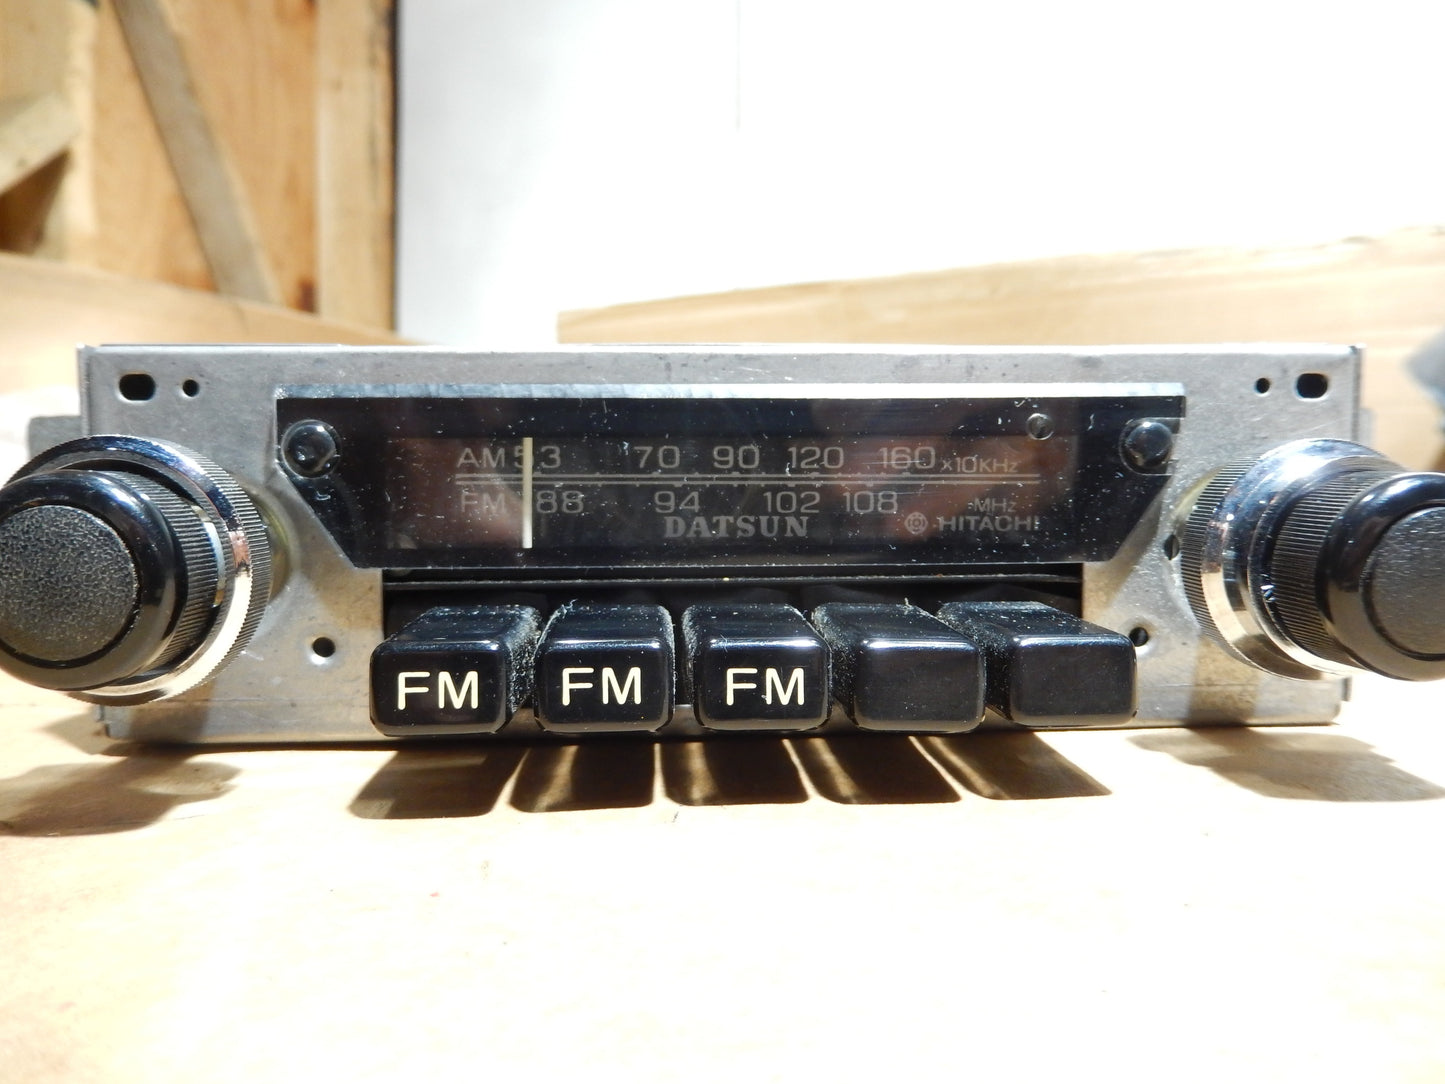 AM 53 70 90 120 160 x10KHz
FM 88 94 102 108 MHz
DATSUN HITACHI
FM FM FM